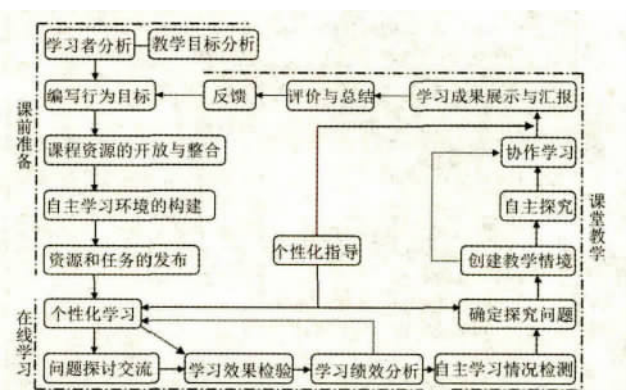 学习者分析
教学目标分析
编写行为目标
反馈
评价与总结
学习成果展示与汇报
课前准备
课程资源的开放与整合
协作学习
自主学习环境的构建
自主探究
课堂教学
资源和任务的发布
个性化指导
创建教学情境
在线学习
个性化学习
确定探究问题
问题探讨交流
学习效果检验
学习绩效分析
自主学习情况检测